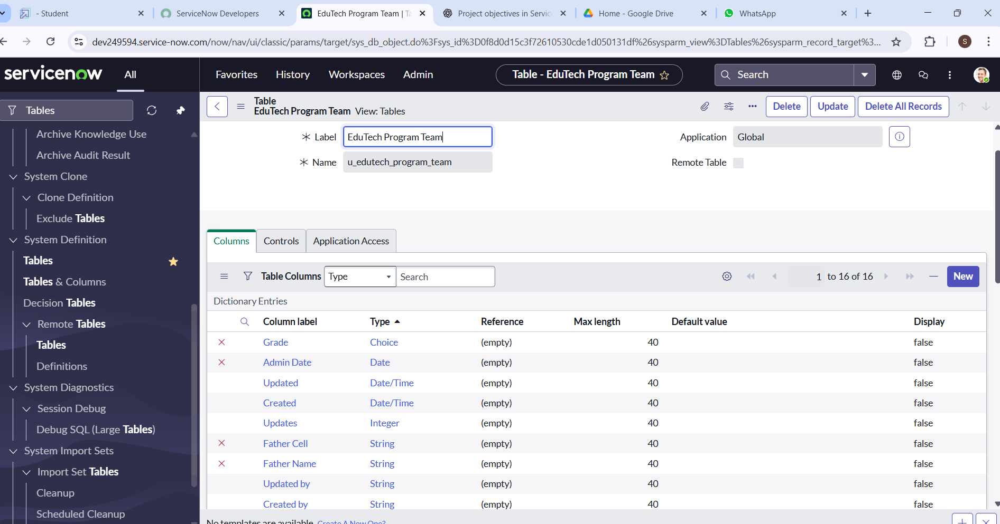 - Student
ServiceNow Developers
EduTech Program Team | Ta
Project objectives in Service
Home - Google Drive
WhatsApp
dev249594.service-now.com/now/nav/ui/classic/params/target/sys_db_object.do%3Fsys_id%3D0f8d0d15c3f72610530cde1d050131df%26sysparm_view%3DTables%26sysparm_record_target%3...
S
servicenow
All
Favorites
History
Workspaces
Admin
Table - EduTech Program Team
Search
Tables
Archive Knowledge Use
Archive Audit Result
System Clone
Clone Definition
Exclude Tables
System Definition
Tables
Tables & Columns
Decision Tables
Remote Tables
Tables
Definitions
System Diagnostics
Session Debug
Debug SQL (Large Tables)
System Import Sets
Import Set Tables
Cleanup
Scheduled Cleanup
Table
EduTech Program Team View: Tables
Delete
Update
Delete All Records
Label EduTech Program Team
Application Global
Name u_edutech_program_team
Remote Table
Columns
Controls
Application Access
Table Columns Type Search
1 to 16 of 16
New
Dictionary Entries
Column label Type Reference Max length Default value Display
Grade Choice (empty) 40 false
Admin Date Date (empty) 40 false
Updated Date/Time (empty) 40 false
Created Date/Time (empty) 40 false
Updates Integer (empty) 40 false
Father Cell String (empty) 40 false
Father Name String (empty) 40 false
Updated by String (empty) 40 false
Created by String (empty) 40 false
No templates are available Create A New One?